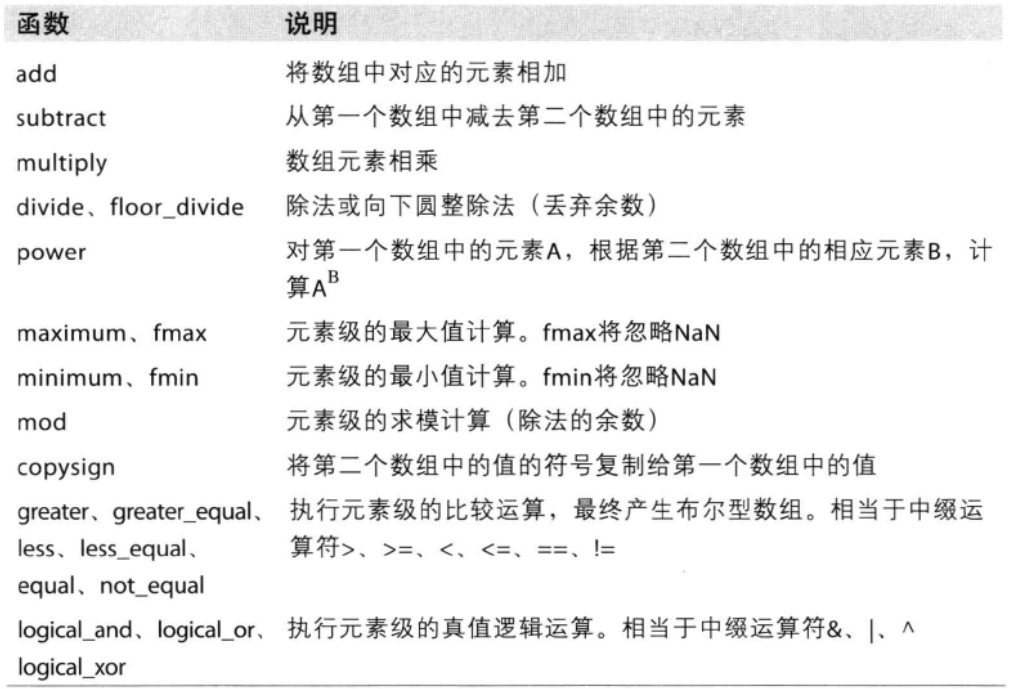 函数 说明
add 将数组中对应的元素相加
subtract 从第一个数组中减去第二个数组中的元素
multiply 数组元素相乘
divide、floor_divide 除法或向下圆整除法（丢弃余数）
power 对第一个数组中的元素A，根据第二个数组中的相应元素B，计
算A^B
maximum、fmax 元素级的最大值计算。fmax将忽略NaN
minimum、fmin 元素级的最小值计算。fmin将忽略NaN
mod 元素级的求模计算（除法的余数）
copysign 将第二个数组中的值的符号复制给第一个数组中的值
greater、greater_equal、 执行元素级的比较运算，最终产生布尔型数组。相当于中缀运
less、less_equal、 算符>、>=、<、<=、==、!=
equal、not_equal
logical_and、logical_or、 执行元素级的真值逻辑运算。相当于中缀运算符&、|、^
logical_xor